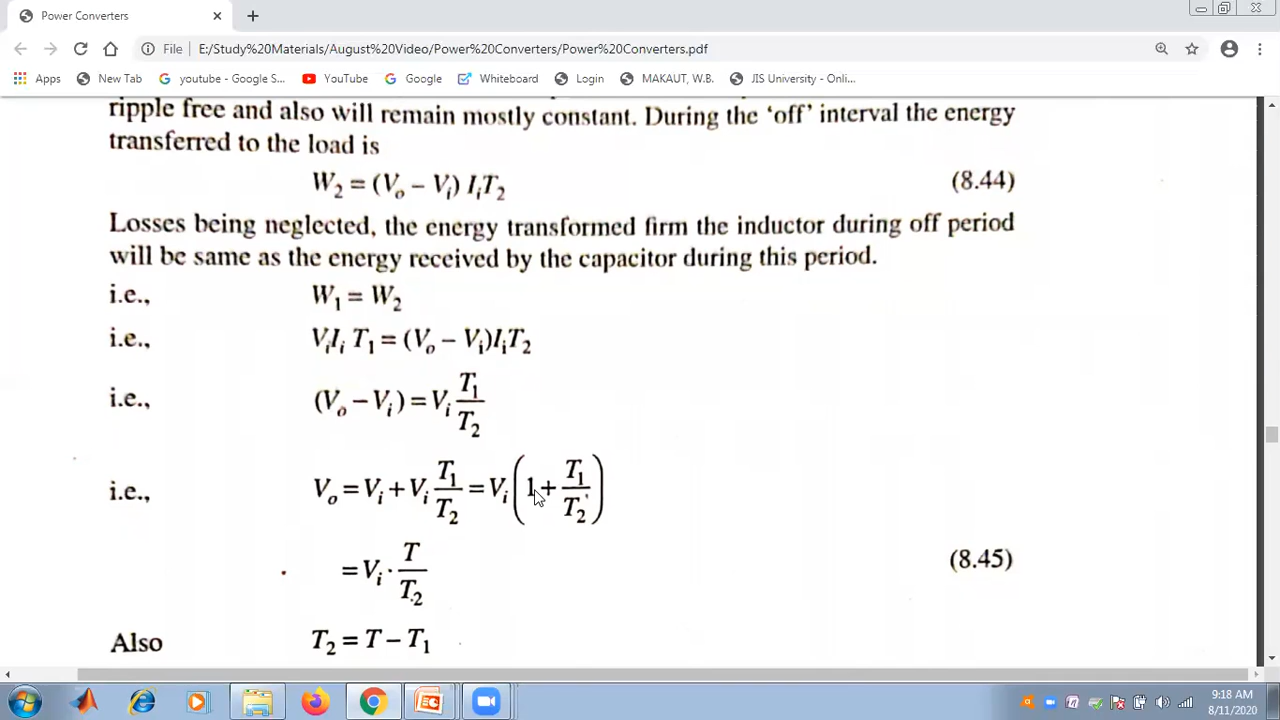 Power Converters
File | E:/Study%20Materials/August%20Video/Power%20Converters/Power%20Converters.pdf
Apps New Tab youtube - Google S... YouTube Google Whiteboard Login MAKAUT, W.B. JIS University - Onli...
ripple free and also will remain mostly constant. During the ‘off’ interval the energy
transferred to the load is
W₂ = (Vₒ − Vᵢ) IᵢT₂ (8.44)
Losses being neglected, the energy transformed firm the inductor during off period
will be same as the energy received by the capacitor during this period.
i.e., W₁ = W₂
i.e., VᵢIᵢ T₁ = (Vₒ − Vᵢ)IᵢT₂
i.e., (Vₒ − Vᵢ) = Vᵢ T₁/T₂
i.e., Vₒ = Vᵢ + Vᵢ T₁/T₂ = Vᵢ (1 + T₁/T₂)
= Vᵢ · T/T₂ (8.45)
Also T₂ = T − T₁
9:18 AM
8/11/2020